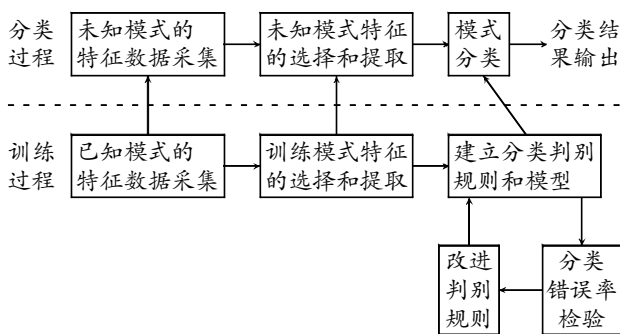 分类
过程
未知模式的
特征数据采集
未知模式特征
的选择和提取
模式
分类
分类结
果输出
训练
过程
已知模式的
特征数据采集
训练模式特征
的选择和提取
建立分类判别
规则和模型
改进
判别
规则
分类
错误率
检验